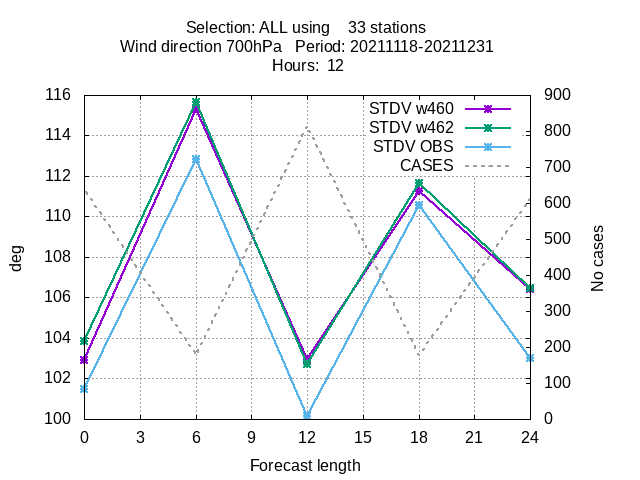 Selection: ALL using    33 stations
Wind direction 700hPa   Period: 20211118-20211231
Hours:  12
116
114
112
110
108
106
104
102
100
deg
STDV w460
STDV w462
STDV OBS
CASES
900
800
700
600
500
400
300
200
100
0
No cases
0 3 6 9 12 15 18 21 24
Forecast length